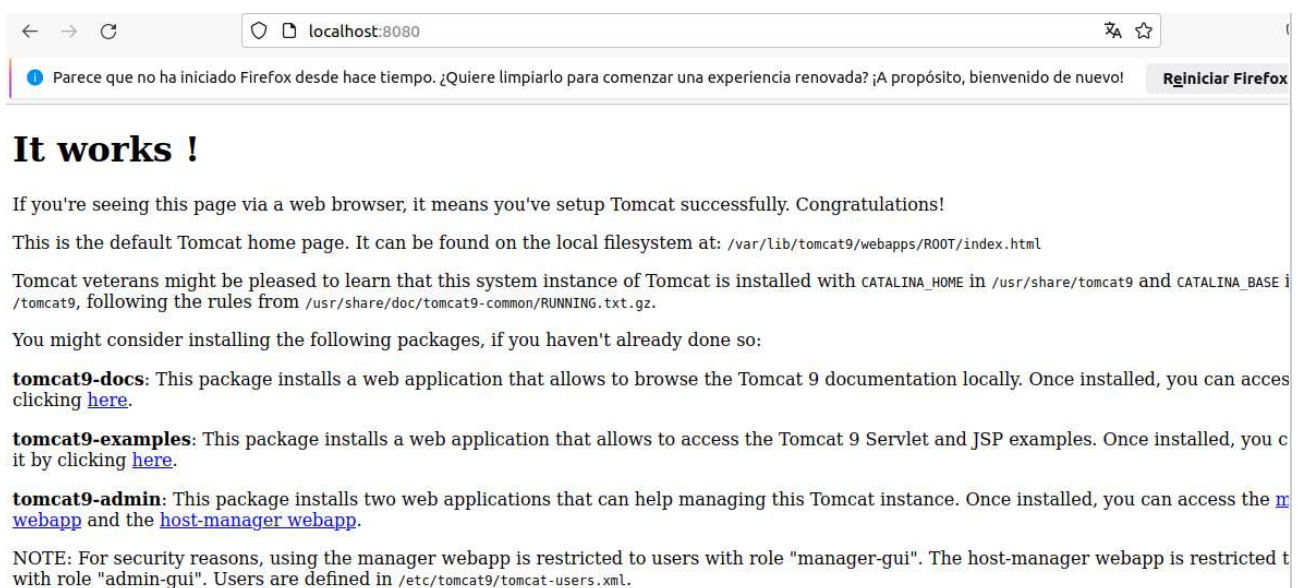 localhost:8080
Parece que no ha iniciado Firefox desde hace tiempo. ¿Quiere limpiarlo para comenzar una experiencia renovada? ¡A propósito, bienvenido de nuevo! Reiniciar Firefox
It works !
If you're seeing this page via a web browser, it means you've setup Tomcat successfully. Congratulations!
This is the default Tomcat home page. It can be found on the local filesystem at: /var/lib/tomcat9/webapps/ROOT/index.html
Tomcat veterans might be pleased to learn that this system instance of Tomcat is installed with CATALINA_HOME in /usr/share/tomcat9 and CATALINA_BASE
/tomcat9, following the rules from /usr/share/doc/tomcat9-common/RUNNING.txt.gz.
You might consider installing the following packages, if you haven't already done so:
tomcat9-docs: This package installs a web application that allows to browse the Tomcat 9 documentation locally. Once installed, you can acces
clicking here.
tomcat9-examples: This package installs a web application that allows to access the Tomcat 9 Servlet and JSP examples. Once installed, you c
it by clicking here.
tomcat9-admin: This package installs two web applications that can help managing this Tomcat instance. Once installed, you can access the
webapp and the host-manager webapp.
NOTE: For security reasons, using the manager webapp is restricted to users with role "manager-gui". The host-manager webapp is restricted t
with role "admin-gui". Users are defined in /etc/tomcat9/tomcat-users.xml.